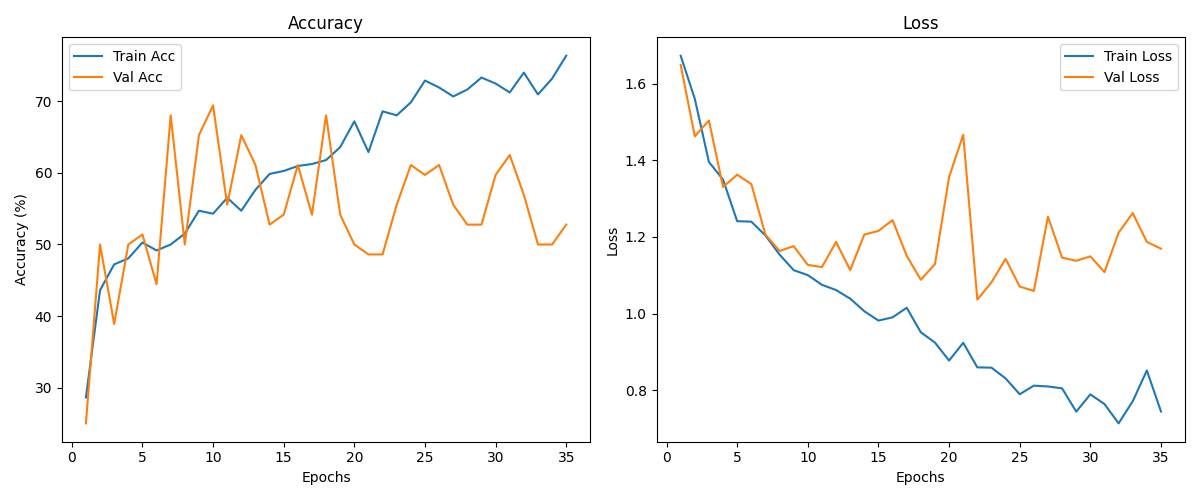 Accuracy
Train Acc
Val Acc
Accuracy (%)
70
60
50
40
30
0 5 10 15 20 25 30 35
Epochs
Loss
Train Loss
Val Loss
Loss
1.6
1.4
1.2
1.0
0.8
0 5 10 15 20 25 30 35
Epochs